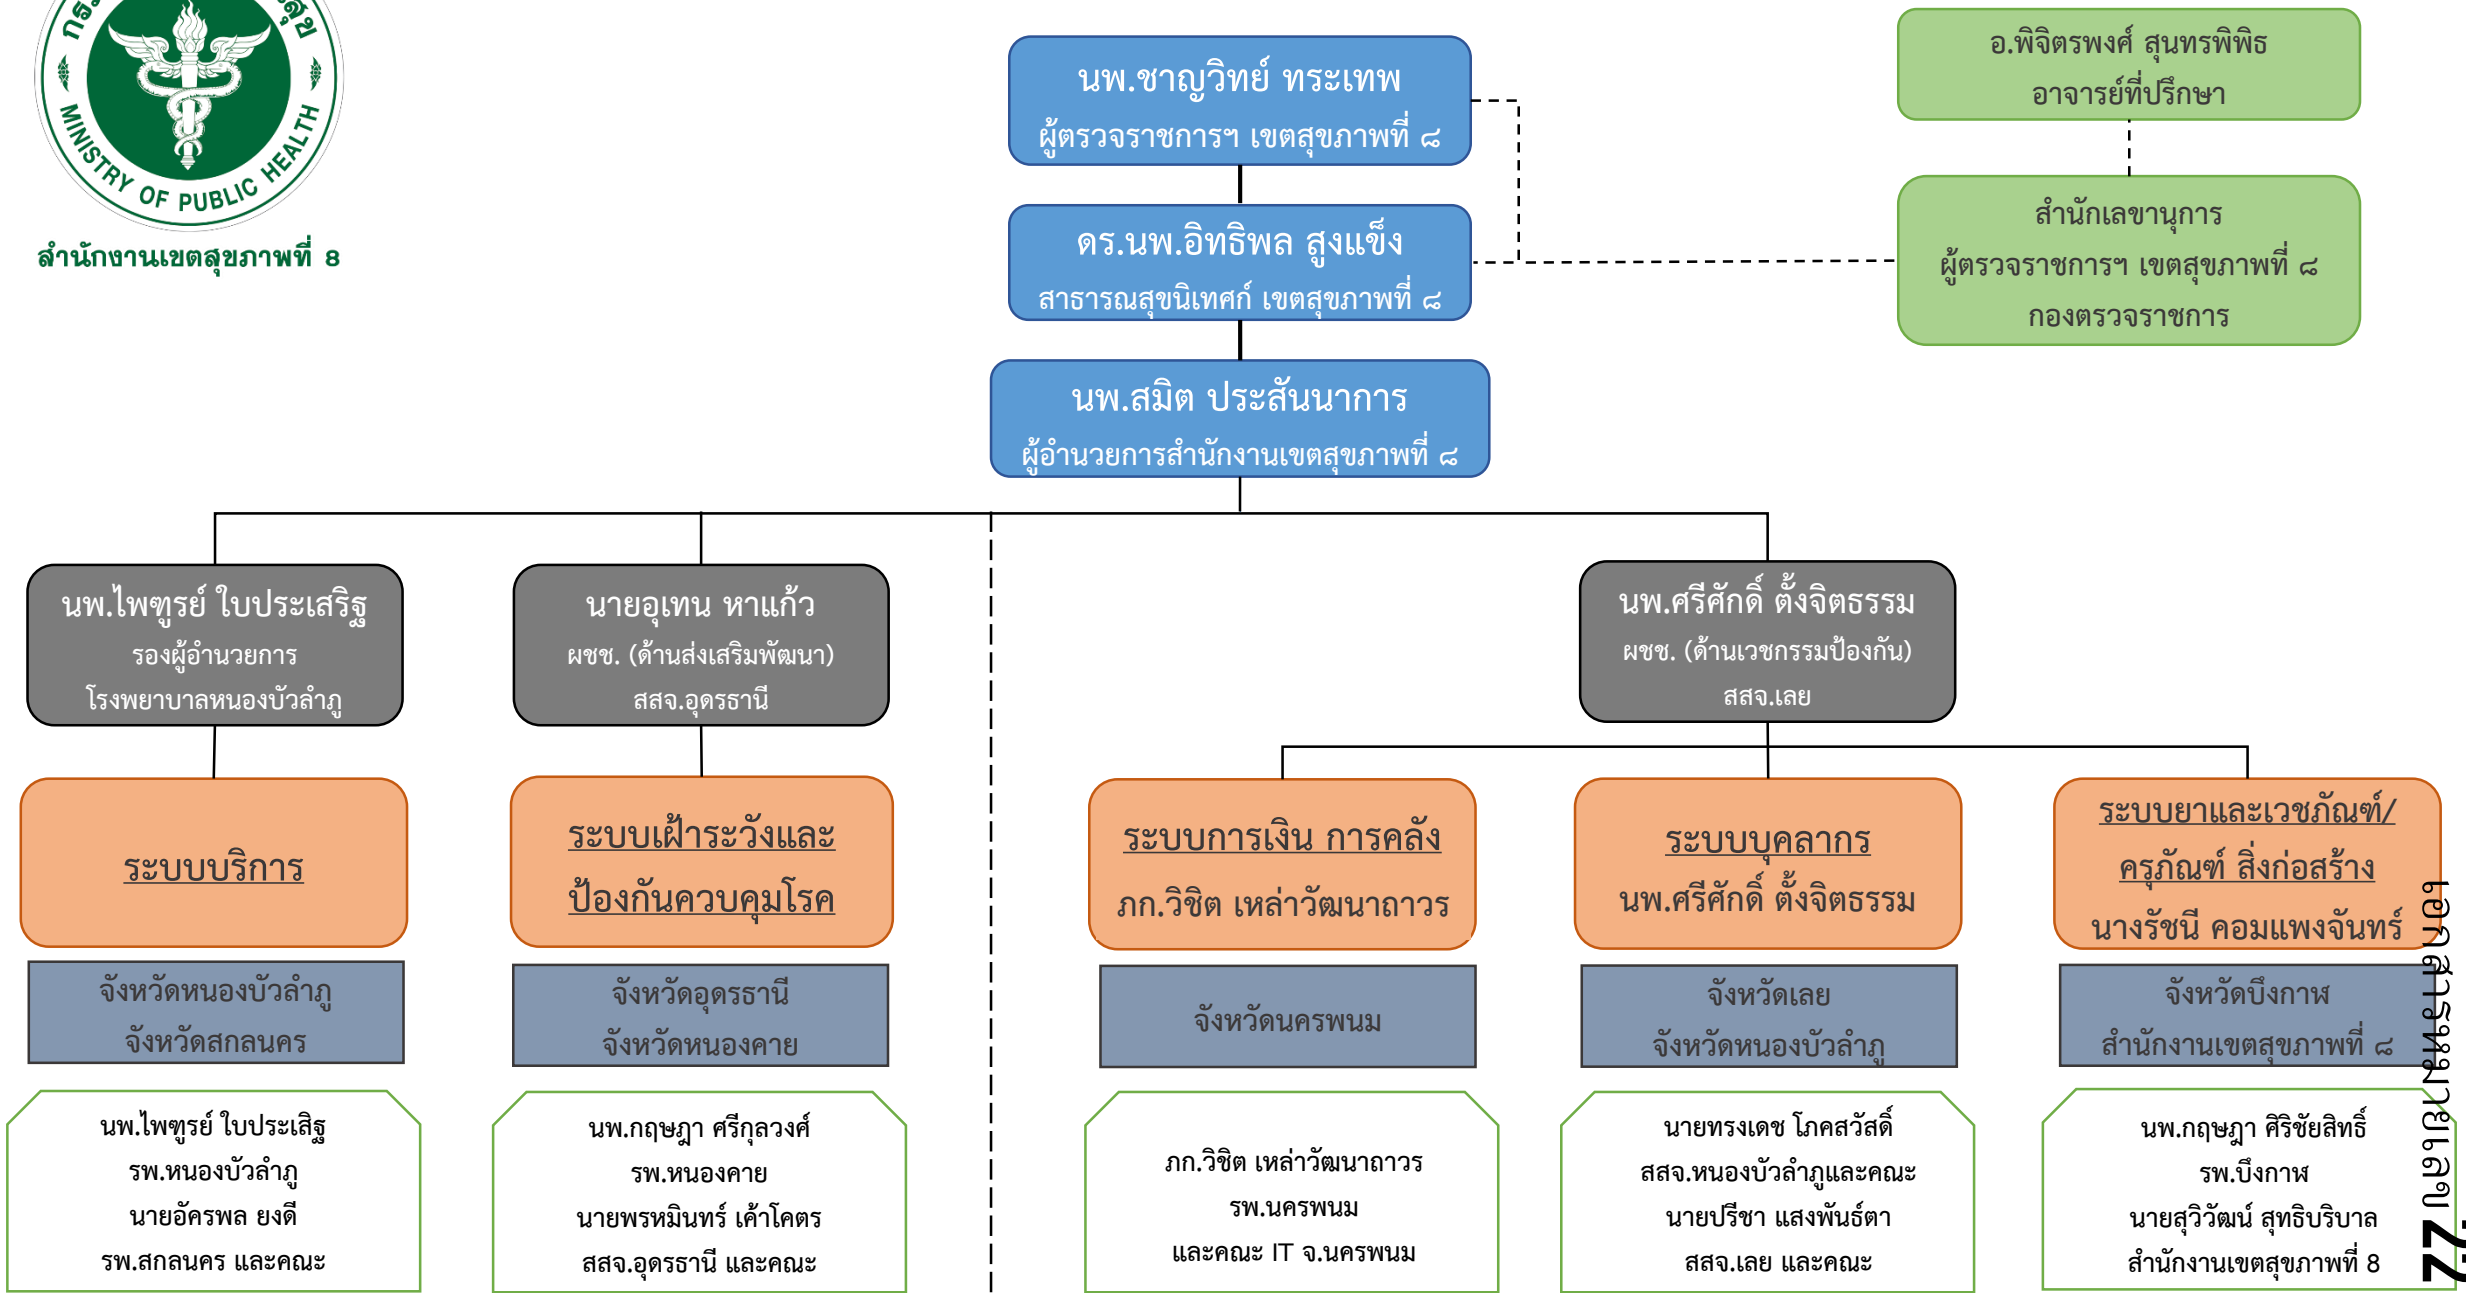 MINISTRY OF PUBLIC HEALTH
สำนักงานเขตสุขภาพที่ 8
นพ.ชาญวิทย์ ทระเทพ
ผู้ตรวจราชการฯ เขตสุขภาพที่ ๘
อ.พิจิตรพงศ์ สุนทรพิพิธ
อาจารย์ที่ปรึกษา
ดร.นพ.อิทธิพล สูงแข็ง
สาธารณสุขนิเทศก์ เขตสุขภาพที่ ๘
สำนักเลขานุการ
ผู้ตรวจราชการฯ เขตสุขภาพที่ ๘
กองตรวจราชการ
นพ.สมิต ประสันนาการ
ผู้อำนวยการสำนักงานเขตสุขภาพที่ ๘
นพ.ไพฑูรย์ ใบประเสริฐ
รองผู้อำนวยการ
โรงพยาบาลหนองบัวลำภู
นายอุเทน หาแก้ว
ผชช. (ด้านส่งเสริมพัฒนา)
สสจ.อุดรธานี
นพ.ศรีศักดิ์ ตั้งจิตธรรม
ผชช. (ด้านเวชกรรมป้องกัน)
สสจ.เลย
ระบบบริการ
ระบบเฝ้าระวังและ
ป้องกันควบคุมโรค
ระบบการเงิน การคลัง
ภก.วิชิต เหล่าวัฒนาถาวร
ระบบบุคลากร
นพ.ศรีศักดิ์ ตั้งจิตธรรม
ระบบยาและเวชภัณฑ์/
ครุภัณฑ์ สิ่งก่อสร้าง
นางรัชนี คอมแพงจันทร์
จังหวัดหนองบัวลำภู
จังหวัดสกลนคร
จังหวัดอุดรธานี
จังหวัดหนองคาย
จังหวัดนครพนม
จังหวัดเลย
จังหวัดหนองบัวลำภู
จังหวัดบึงกาฬ
สำนักงานเขตสุขภาพที่ ๘
นพ.ไพฑูรย์ ใบประเสิฐ
รพ.หนองบัวลำภู
นายอัครพล ยงดี
รพ.สกลนคร และคณะ
นพ.กฤษฎา ศรีกุลวงศ์
รพ.หนองคาย
นายพรหมินทร์ เค้าโคตร
สสจ.อุดรธานี และคณะ
ภก.วิชิต เหล่าวัฒนาถาวร
รพ.นครพนม
และคณะ IT จ.นครพนม
นายทรงเดช โภคสวัสดิ์
สสจ.หนองบัวลำภูและคณะ
นายปรีชา แสงพันธ์ตา
สสจ.เลย และคณะ
นพ.กฤษฎา ศิริชัยสิทธิ์
รพ.บึงกาฬ
นายสุวิวัฒน์ สุทธิบริบาล
สำนักงานเขตสุขภาพที่ 8
เอกสารหมายเลข